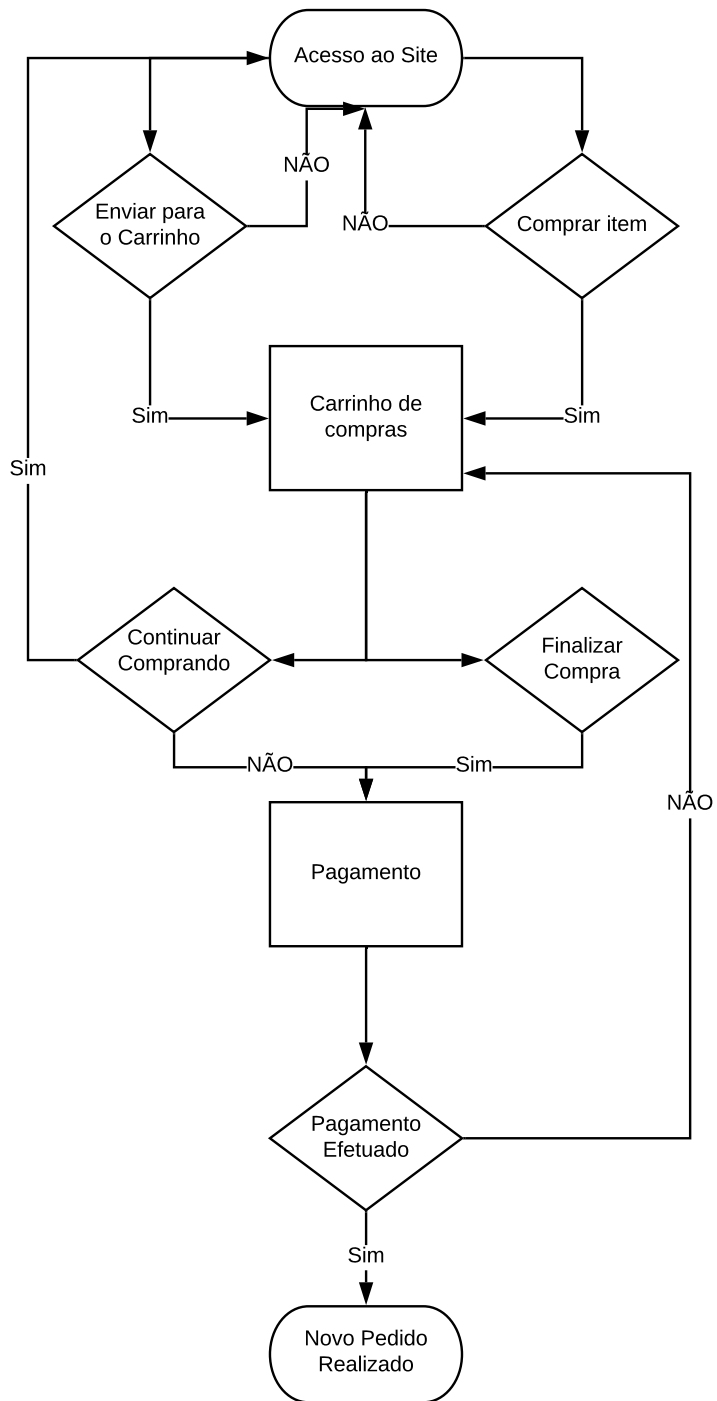 Acesso ao Site
NÃO
NÃO
Enviar para
o Carrinho
Comprar item
Carrinho de
compras
Sim
Sim
Sim
Continuar
Comprando
Finalizar
Compra
NÃO
Sim
NÃO
Pagamento
Pagamento
Efetuado
Sim
Novo Pedido
Realizado